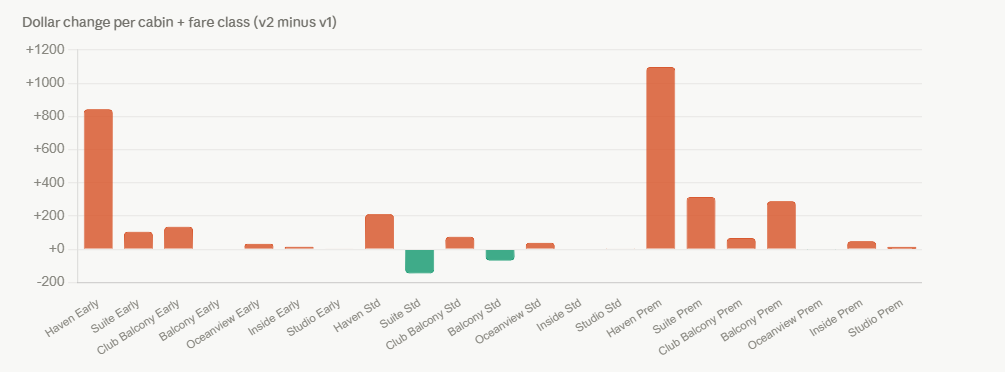 Dollar change per cabin + fare class (v2 minus v1)
+1200
+1000
+800
+600
+400
+200
+0
-200
Haven Early
Suite Early
Club Balcony Early
Balcony Early
Oceanview Early
Inside Early
Studio Early
Haven Std
Suite Std
Club Balcony Std
Balcony Std
Oceanview Std
Inside Std
Studio Std
Haven Prem
Suite Prem
Club Balcony Prem
Balcony Prem
Oceanview Prem
Inside Prem
Studio Prem